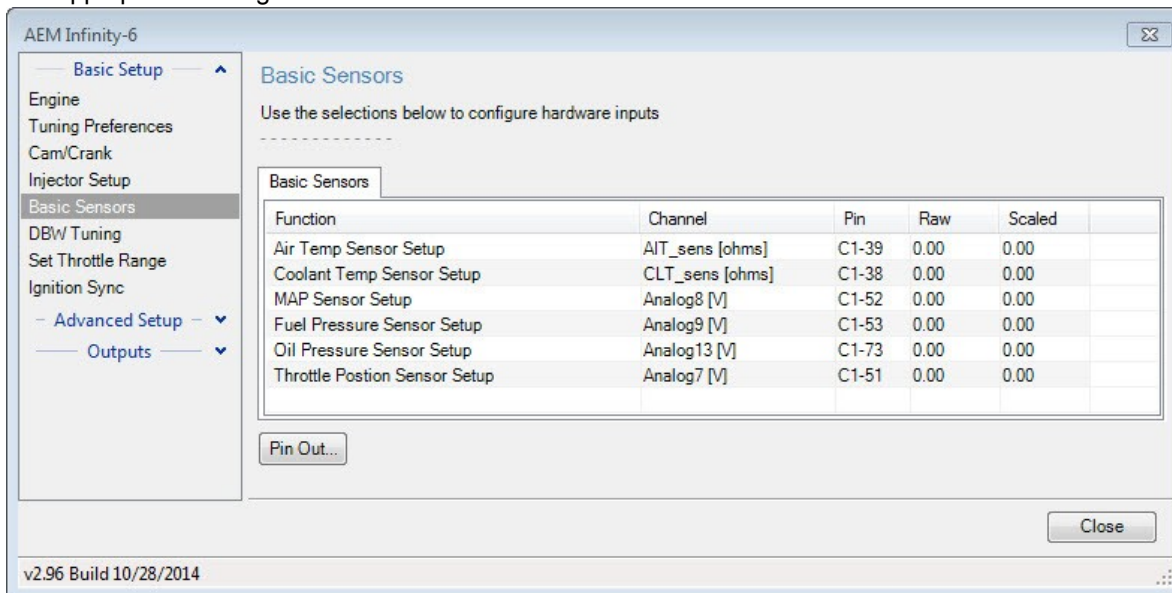 AEM Infinity-6
Basic Setup
Engine
Tuning Preferences
Cam/Crank
Injector Setup
Basic Sensors
DBW Tuning
Set Throttle Range
Ignition Sync
Advanced Setup
Outputs
Basic Sensors
Use the selections below to configure hardware inputs
- - - - - - - - - - - - -
Basic Sensors
Function Channel Pin Raw Scaled
Air Temp Sensor Setup AIT_sens [ohms] C1-39 0.00 0.00
Coolant Temp Sensor Setup CLT_sens [ohms] C1-38 0.00 0.00
MAP Sensor Setup Analog8 [V] C1-52 0.00 0.00
Fuel Pressure Sensor Setup Analog9 [V] C1-53 0.00 0.00
Oil Pressure Sensor Setup Analog13 [V] C1-73 0.00 0.00
Throttle Postion Sensor Setup Analog7 [V] C1-51 0.00 0.00
Pin Out...
Close
v2.96 Build 10/28/2014